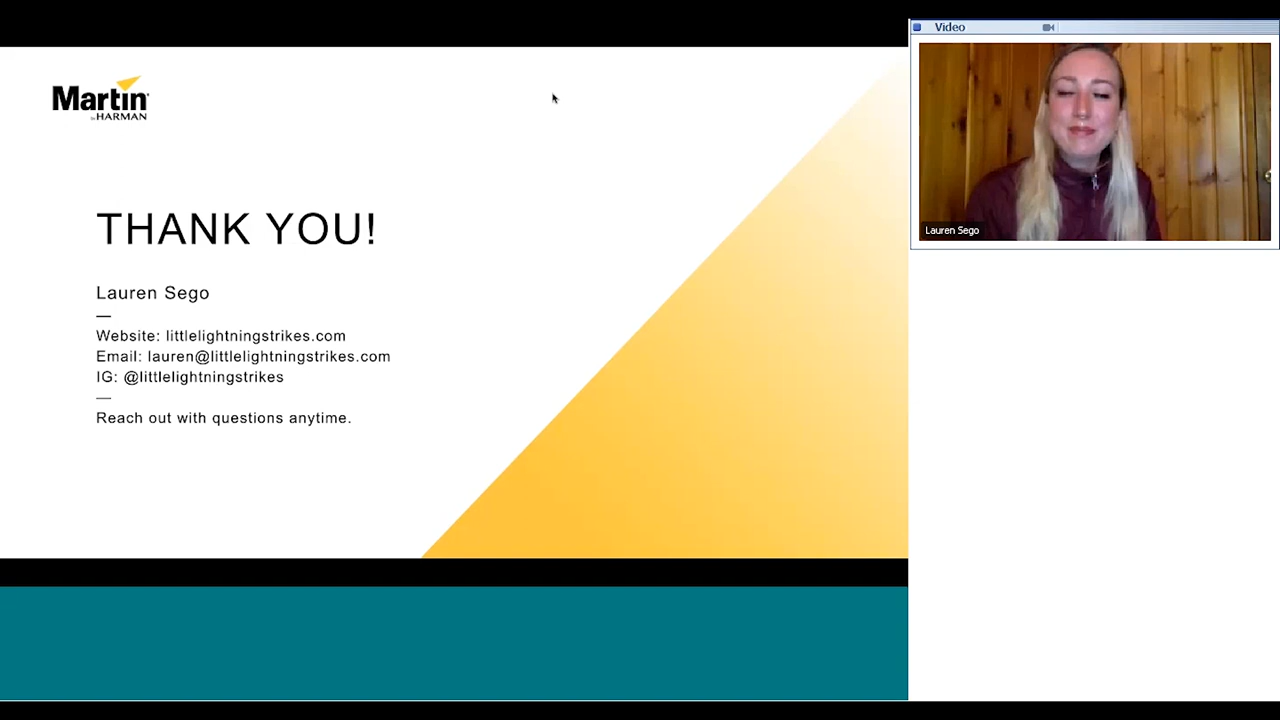 Martin
by HARMAN
THANK YOU!
Lauren Sego
—
Website: littlelightningstrikes.com
Email: lauren@littlelightningstrikes.com
IG: @littlelightningstrikes
—
Reach out with questions anytime.
Video
Lauren Sego